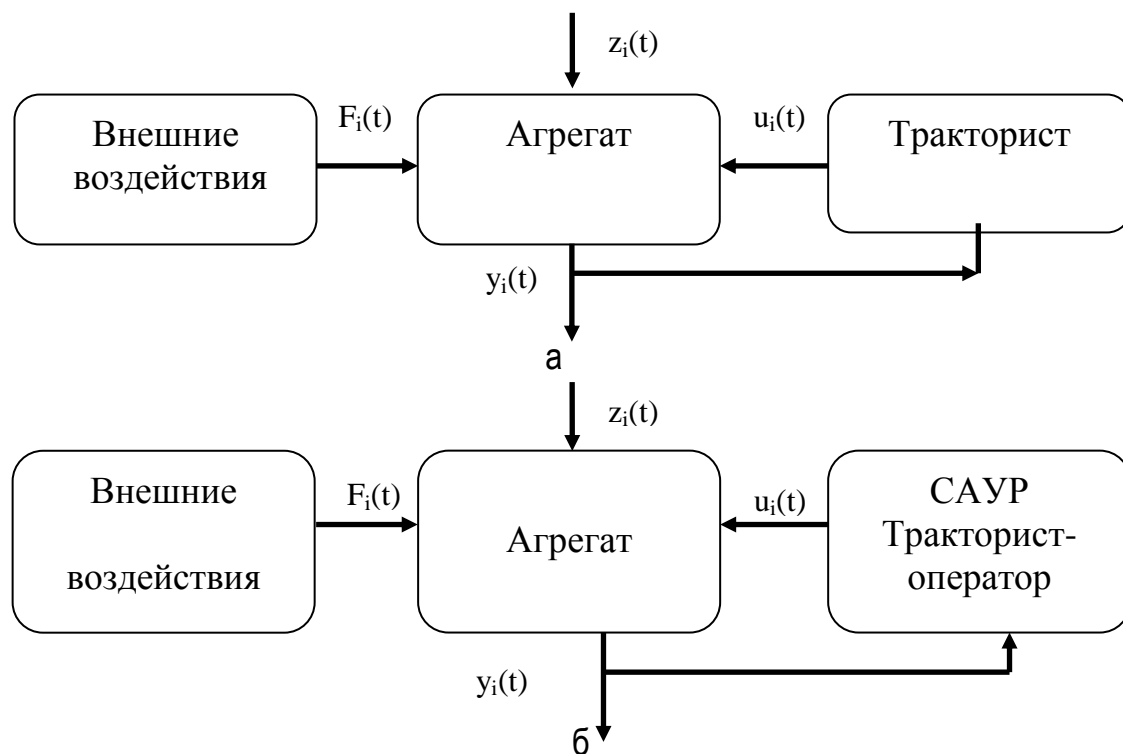 zᵢ(t)
Внешние
воздействия
Fᵢ(t)
Агрегат
uᵢ(t)
Тракторист
yᵢ(t)
а
zᵢ(t)
Внешние
воздействия
Fᵢ(t)
Агрегат
uᵢ(t)
САУР
Тракторист-
оператор
yᵢ(t)
б